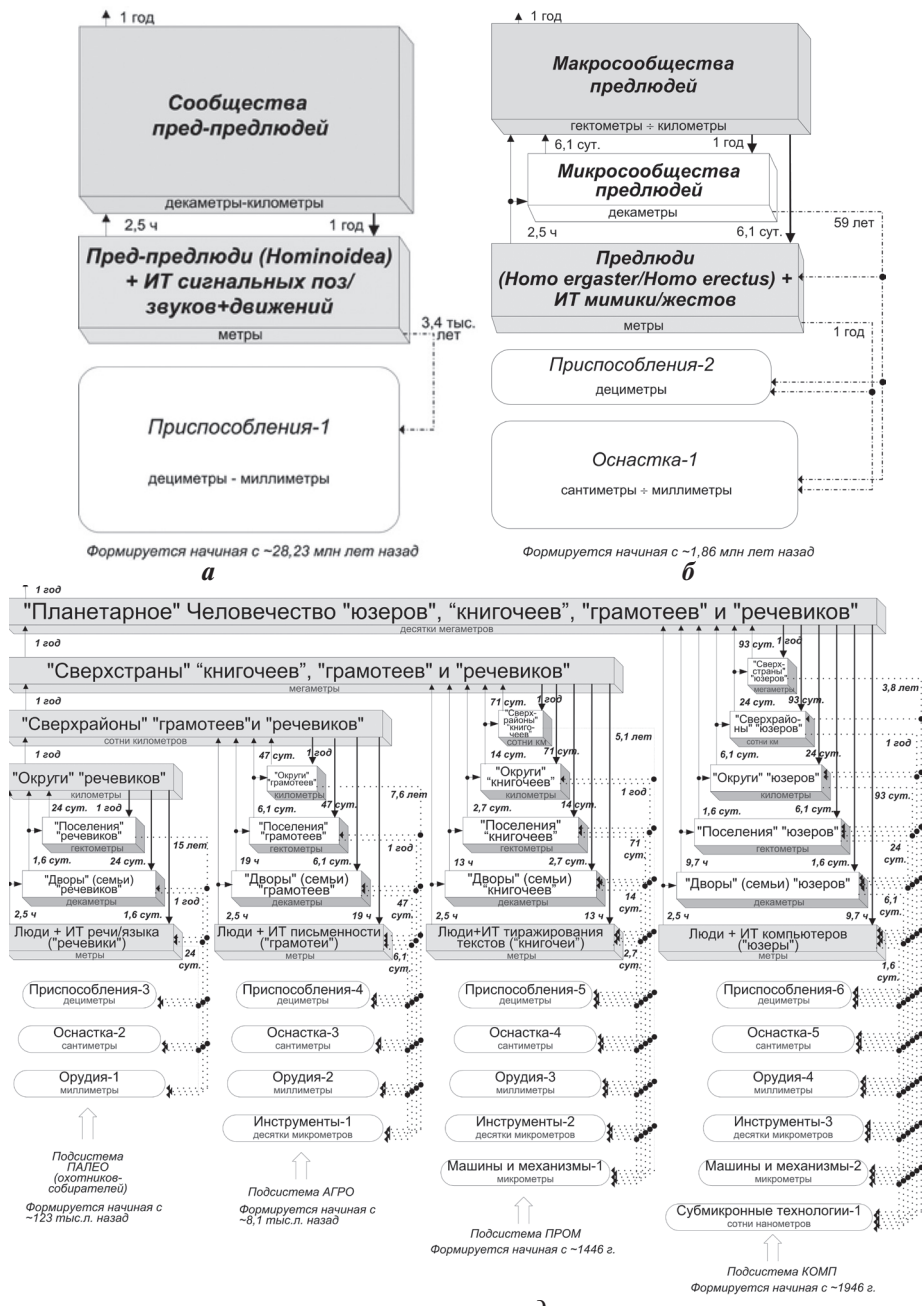 1 год
Сообщества
пред-предлюдей
декаметры-километры
2,5 ч
1 год
Пред-предлюди (Hominoidea)
+ ИТ сигнальных поз/
звуков+движений
метры
3,4 тыс.
лет
Приспособления-1
дециметры - миллиметры
Формируется начиная с ~28,23 млн лет назад
а
1 год
Макросообщества
предлюдей
гектометры ÷ километры
6,1 сут.
1 год
Микросообщества
предлюдей
декаметры
59 лет
2,5 ч
6,1 сут.
Предлюди
(Homo ergaster/Homo erectus) +
ИТ мимики/жестов
метры
1 год
Приспособления-2
дециметры
Оснастка-1
сантиметры ÷ миллиметры
Формируется начиная с ~1,86 млн лет назад
б
1 год
"Планетарное" Человечество "юзеров", “книгочеев”, "грамотеев" и "речевиков"
десятки мегаметров
1 год
"Сверхстраны" “книгочеев”, "грамотеев" и "речевиков"
мегаметры
1 год
"Сверхрайоны" "грамотеев"и речевиков"
сотни километров
1 год
"Округи" "речевиков"
километры
24 сут.
1 год
"Поселения"
"речевиков"
гектометры
15 лет
1,6 сут.
24 сут.
"Дворы" (семьи)
"речевиков"
декаметры
1 год
2,5 ч
1,6 сут.
Люди + ИТ речи/языка
("речевики")
метры
24
сут.
Приспособления-3
дециметры
Оснастка-2
сантиметры
Орудия-1
миллиметры
Подсистема
ПАЛЕО
(охотников-
собирателей)
Формируется начиная с
~123 тыс.л. назад
47 сут.
1 год
"Округи"
"грамотеев"
километры
7,6 лет
6,1 сут.
47 сут.
"Поселения"
"грамотеев"
гектометры
1 год
19 ч
6,1 сут.
"Дворы" (семьи)
"грамотеев"
декаметры
47
сут.
2,5 ч
19 ч
Люди + ИТ письменности
("грамотеи")
метры
6,1
сут.
Приспособления-4
дециметры
Оснастка-3
сантиметры
Орудия-2
миллиметры
Инструменты-1
десятки микрометров
Подсистема АГРО
Формируется начиная с
~8,1 тыс.л. назад
71 сут.
1 год
"Сверх-
районы"
"книго-
чеев"
сотни км
5,1 лет
14 сут.
71 сут.
"Округи"
"книгочеев"
километры
1 год
2,7 сут.
14 сут.
"Поселения"
"книгочеев"
гектометры
71
сут.
13 ч
2,7 сут.
"Дворы" (семьи)
"книгочеев"
декаметры
14
сут.
2,5 ч
13 ч
Люди+ИТ тиражирования
текстов (“книгочеи”)
метры
2,7
сут.
Приспособления-5
дециметры
Оснастка-4
сантиметры
Орудия-3
миллиметры
Инструменты-2
десятки микрометров
Машины и механизмы-1
микрометры
Подсистема ПРОМ
Формируется начиная с ~1446 г.
93 сут.
1 год
"Сверх-
страны"
"юзеров"
мегаметры
3,8 лет
24 сут.
93 сут.
"Сверхрайо-
ны" "юзеров"
сотни км
1 год
6,1 сут.
24 сут.
"Округи" "юзеров"
километры
93 сут.
1,6 сут.
6,1 сут.
"Поселения" "юзеров"
гектометры
24
сут.
9,7 ч
1,6 сут.
"Дворы" (семьи) "юзеров"
декаметры
6,1
сут.
2,5 ч
9,7 ч
Люди + ИТ компьютеров
("юзеры")
метры
1,6
сут.
Приспособления-6
дециметры
Оснастка-5
сантиметры
Орудия-4
миллиметры
Инструменты-3
десятки микрометров
Машины и механизмы-2
микрометры
Субмикронные технологии-1
сотни нанометров
Подсистема КОМП
Формируется начиная с ~1946 г.